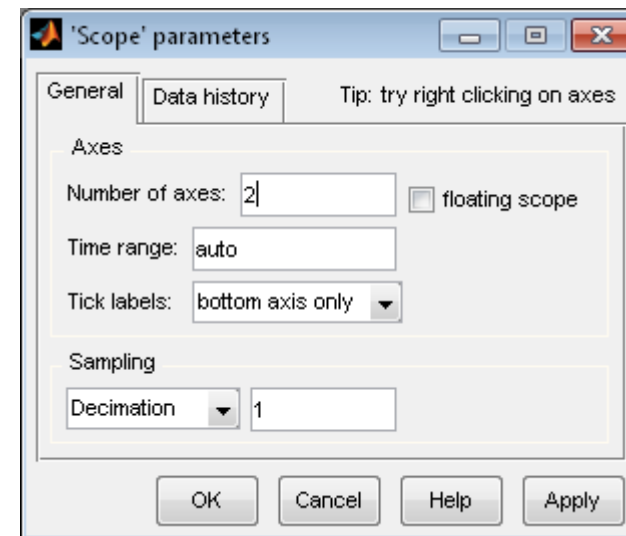 'Scope' parameters
General Data history Tip: try right clicking on axes
Axes
Number of axes: 2 floating scope
Time range: auto
Tick labels: bottom axis only
Sampling
Decimation 1
OK Cancel Help Apply